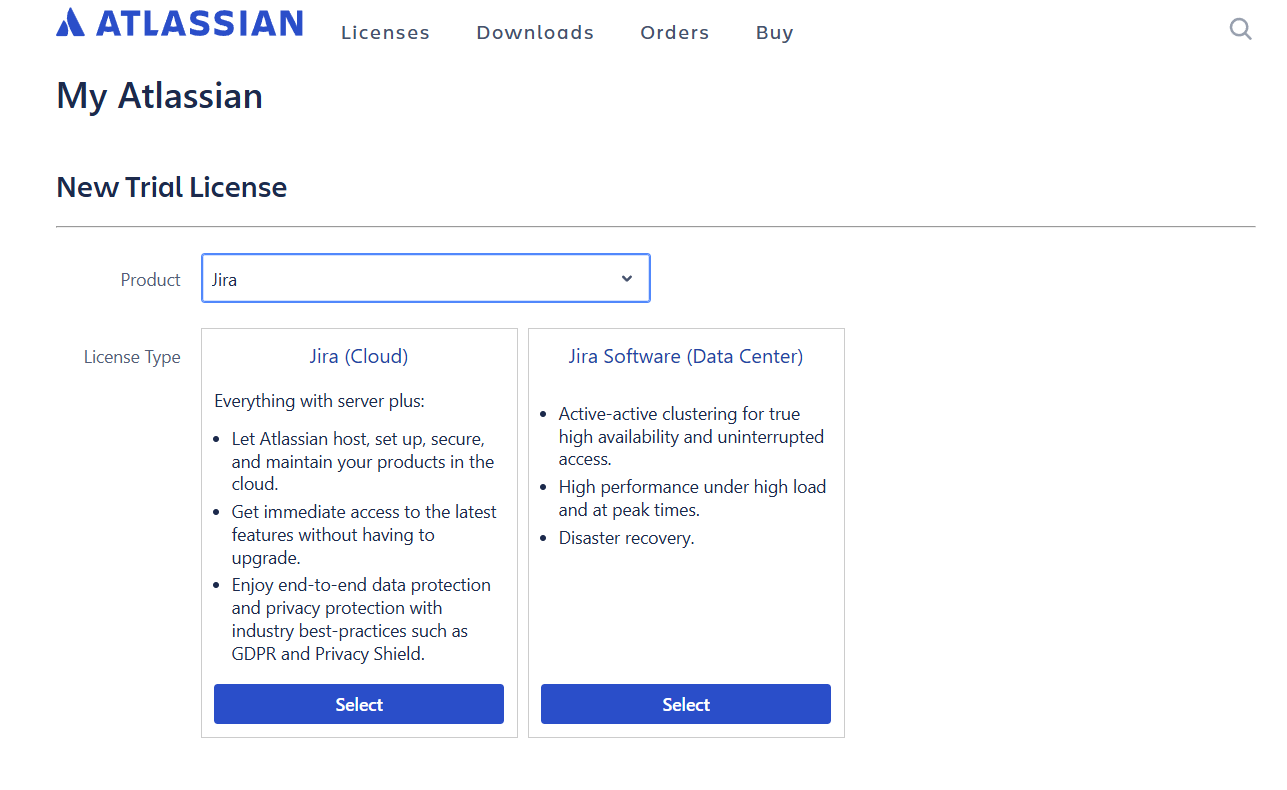 ATLASSIAN Licenses Downloads Orders Buy
My Atlassian
New Trial License
Product Jira
License Type
Jira (Cloud)
Everything with server plus:
Let Atlassian host, set up, secure,
and maintain your products in the
cloud.
Get immediate access to the latest
features without having to
upgrade.
Enjoy end-to-end data protection
and privacy protection with
industry best-practices such as
GDPR and Privacy Shield.
Select
Jira Software (Data Center)
Active-active clustering for true
high availability and uninterrupted
access.
High performance under high load
and at peak times.
Disaster recovery.
Select